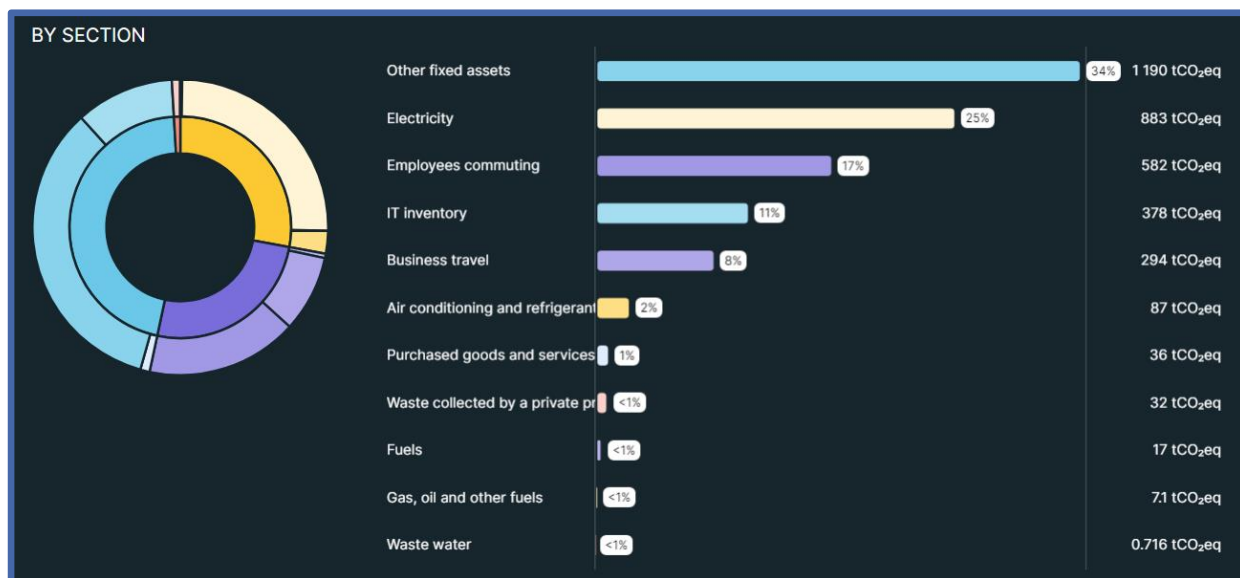 BY SECTION
Other fixed assets 34% 1 190 tCO₂eq
Electricity 25% 883 tCO₂eq
Employees commuting 17% 582 tCO₂eq
IT inventory 11% 378 tCO₂eq
Business travel 8% 294 tCO₂eq
Air conditioning and refrigerant 2% 87 tCO₂eq
Purchased goods and services 1% 36 tCO₂eq
Waste collected by a private pr <1% 32 tCO₂eq
Fuels <1% 17 tCO₂eq
Gas, oil and other fuels <1% 7.1 tCO₂eq
Waste water <1% 0.716 tCO₂eq